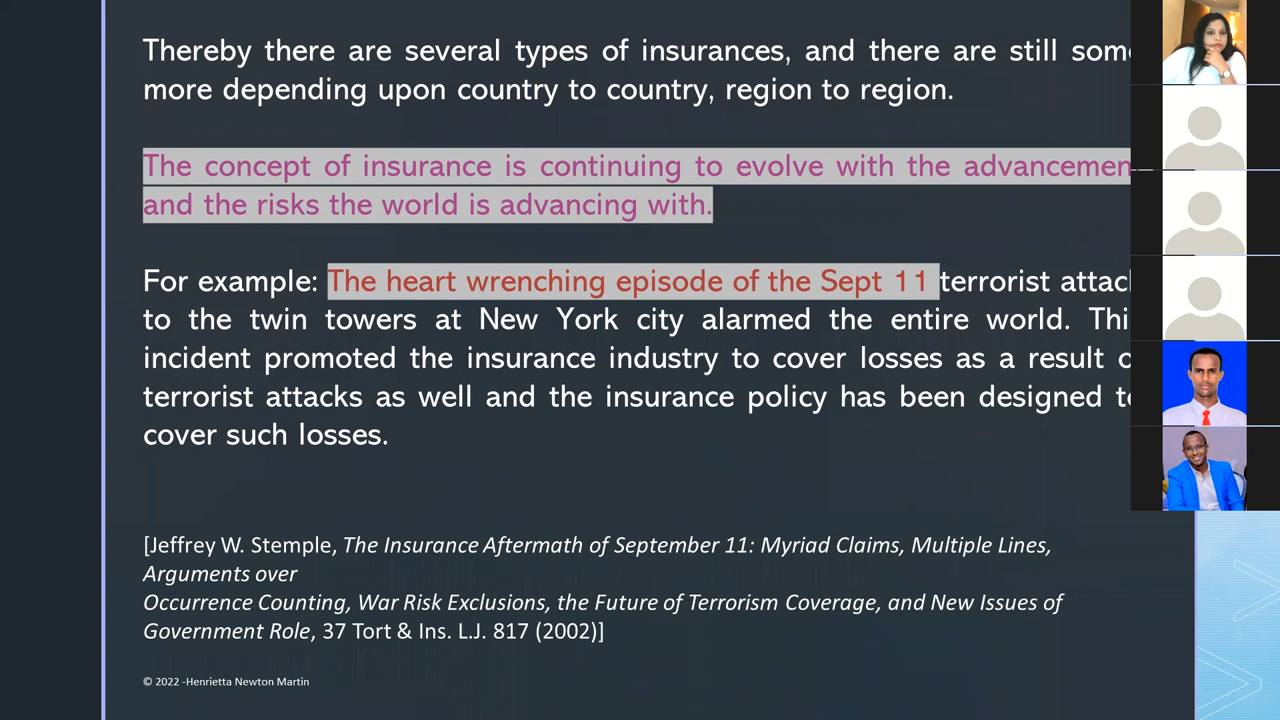 Thereby there are several types of insurances, and there are still som
more depending upon country to country, region to region.
The concept of insurance is continuing to evolve with the advancemen
and the risks the world is advancing with.
For example: The heart wrenching episode of the Sept 11 terrorist attac
to the twin towers at New York city alarmed the entire world. Thi
incident promoted the insurance industry to cover losses as a result o
terrorist attacks as well and the insurance policy has been designed t
cover such losses.
[Jeffrey W. Stemple, The Insurance Aftermath of September 11: Myriad Claims, Multiple Lines,
Arguments over
Occurrence Counting, War Risk Exclusions, the Future of Terrorism Coverage, and New Issues of
Government Role, 37 Tort & Ins. L.J. 817 (2002)]
© 2022 -Henrietta Newton Martin